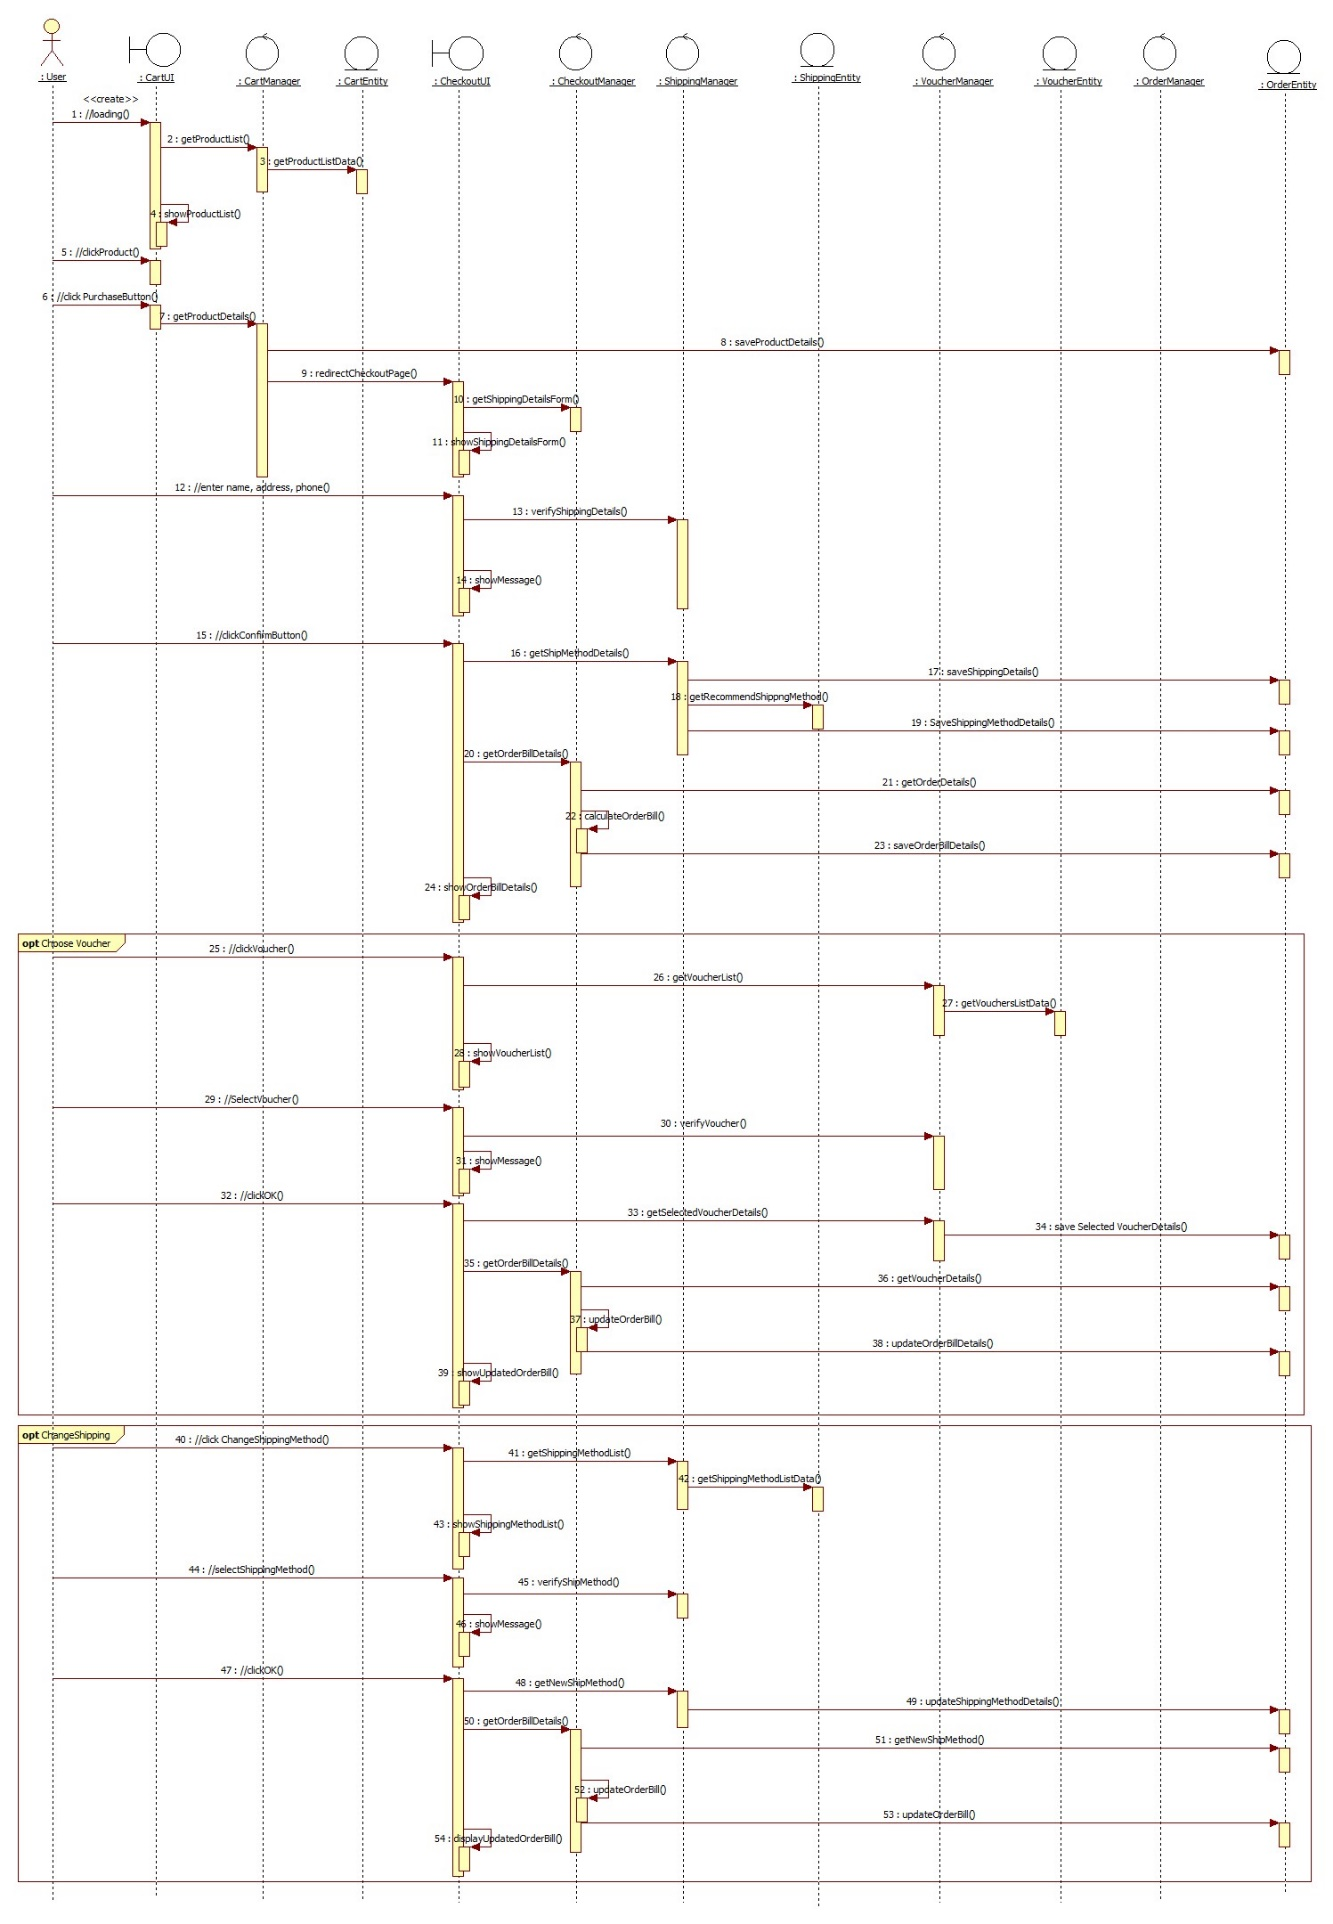 : User
: CartUI
: CartManager
: CartEntity
: CheckoutUI
: CheckoutManager
: ShippingManager
: ShippingEntity
: VoucherManager
: VoucherEntity
: OrderManager
: OrderEntity
<<create>>
1 : //loading()
2 : getProductList()
3 : getProductListData()
4 : showProductList()
5 : //clickProduct()
6 : //click PurchaseButton()
7 : getProductDetails()
8 : saveProductDetails()
9 : redirectCheckoutPage()
10 : getShippingDetailsForm()
11 : showShippingDetailsForm()
12 : //enter name, address, phone()
13 : verifyShippingDetails()
14 : showMessage()
15 : //clickConfirmButton()
16 : getShipMethodDetails()
17 : saveShippingDetails()
18 : getRecommendShippngMethod()
19 : SaveShippingMethodDetails()
20 : getOrderBillDetails()
21 : getOrderDetails()
22 : calculateOrderBill()
23 : saveOrderBillDetails()
24 : showOrderBillDetails()
opt Choose Voucher
25 : //clickVoucher()
26 : getVoucherList()
27 : getVouchersListData()
28 : showVoucherList()
29 : //SelectVoucher()
30 : verifyVoucher()
31 : showMessage()
32 : //clickOK()
33 : getSelectedVoucherDetails()
34 : save Selected VoucherDetails()
35 : getOrderBillDetails()
36 : getVoucherDetails()
37 : updateOrderBill()
38 : updateOrderBillDetails()
39 : showUpdatedOrderBill()
opt ChangeShipping
40 : //click ChangeShippingMethod()
41 : getShippingMethodList()
42 : getShippingMethodListData()
43 : showShippingMethodList()
44 : //selectShippingMethod()
45 : verifyShipMethod()
46 : showMessage()
47 : //clickOK()
48 : getNewShipMethod()
49 : updateShippingMethodDetails()
50 : getOrderBillDetails()
51 : getNewShipMethod()
52 : updateOrderBill()
53 : updateOrderBill()
54 : displayUpdatedOrderBill()